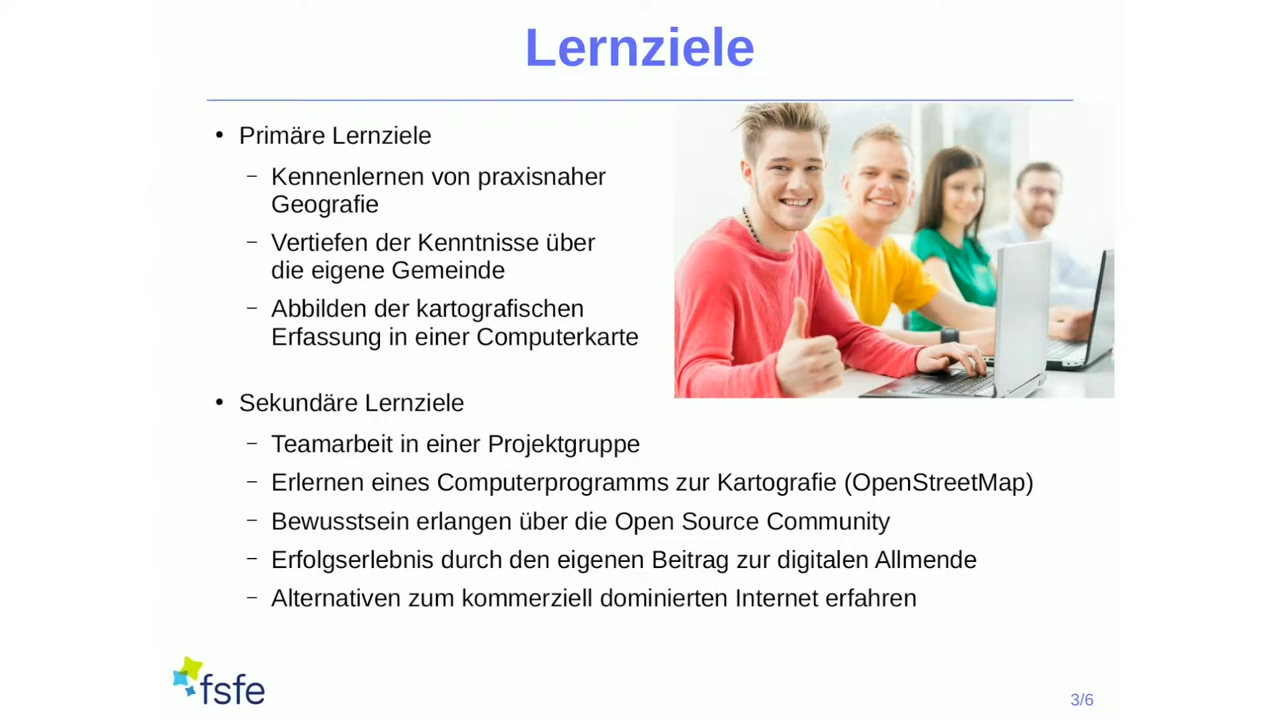 Lernziele
• Primäre Lernziele
– Kennenlernen von praxisnaher
Geografie
– Vertiefen der Kenntnisse über
die eigene Gemeinde
– Abbilden der kartografischen
Erfassung in einer Computerkarte
• Sekundäre Lernziele
– Teamarbeit in einer Projektgruppe
– Erlernen eines Computerprogramms zur Kartografie (OpenStreetMap)
– Bewusstsein erlangen über die Open Source Community
– Erfolgserlebnis durch den eigenen Beitrag zur digitalen Allmende
– Alternativen zum kommerziell dominierten Internet erfahren
fsfe
3/6